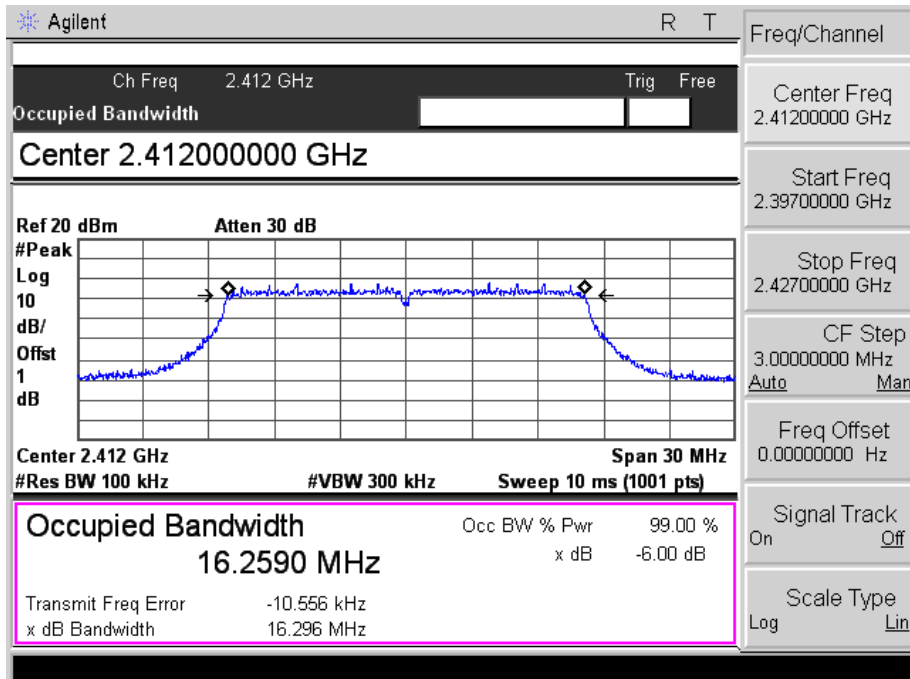 Agilent R T
Ch Freq 2.412 GHz Trig Free
Occupied Bandwidth
Center 2.412000000 GHz
Ref 20 dBm Atten 30 dB
#Peak
Log
10
dB/
Offst
1
dB
Center 2.412 GHz Span 30 MHz
#Res BW 100 kHz #VBW 300 kHz Sweep 10 ms (1001 pts)
Occupied Bandwidth
16.2590 MHz
Occ BW % Pwr 99.00 %
x dB -6.00 dB
Transmit Freq Error -10.556 kHz
x dB Bandwidth 16.296 MHz
Freq/Channel
Center Freq
2.41200000 GHz
Start Freq
2.39700000 GHz
Stop Freq
2.42700000 GHz
CF Step
3.00000000 MHz
Auto Man
Freq Offset
0.00000000 Hz
Signal Track
On Off
Scale Type
Log Lin